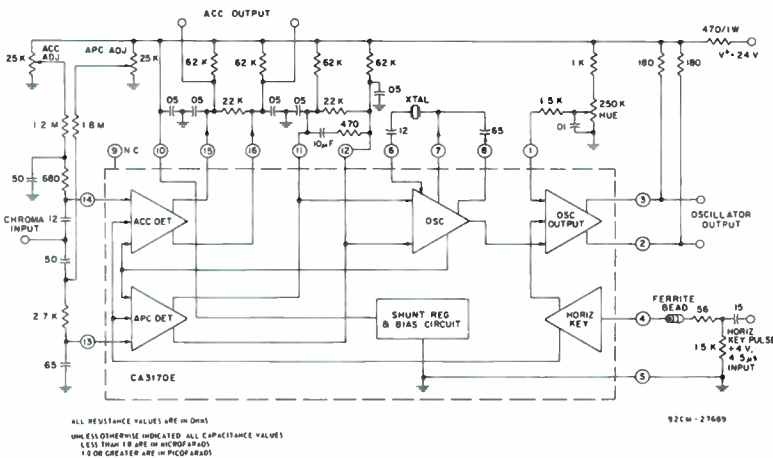 ACC OUTPUT
470/1W
V+ 24 V
25 K
ACC ADJ
APC ADJ
25K
62 K
62 K
62 K
62 K
1 K
180
180
1.2 M
1.8 M
05
05
22 K
05
05
22K
05
XTAL
1.5 K
250 K
HUE
01
470
10µF
12
65
50
680
9 N C
10
15
16
11
12
6
7
8
1
14
CHROMA INPUT
12
50
ACC DET
OSC
OSC OUTPUT
3
2
OSCILLATOR OUTPUT
2.7 K
APC DET
SHUNT REG & BIAS CIRCUIT
HORIZ KEY
4
FERRITE BEAD
56
15
HORIZ KEY PULSE +4 V, 4.5µs INPUT
1.5 K
13
65
5
CA3170E
92CM-27669
ALL RESISTANCE VALUES ARE IN OHMS
UNLESS OTHERWISE INDICATED ALL CAPACITANCE VALUES
LESS THAN 1.0 ARE IN MICROFARADS
1.0 OR GREATER ARE IN PICOFARADS